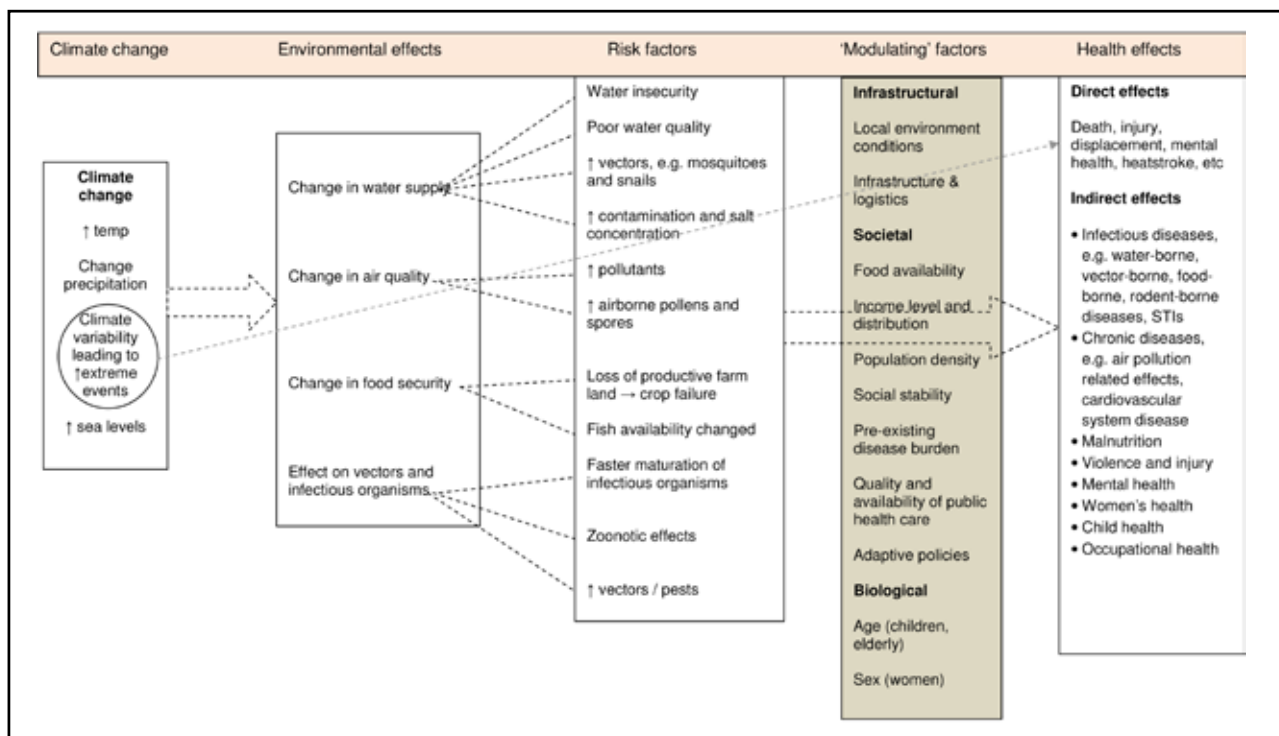 Climate change
Environmental effects
Risk factors
'Modulating' factors
Health effects
Climate
change
↑ temp
Change
precipitation
Climate
variability
leading to
↑extreme
events
↑ sea levels
Change in water supply
Change in air quality
Change in food security
Effect on vectors and
infectious organisms
Water insecurity
Poor water quality
↑ vectors, e.g. mosquitoes
and snails
↑ contamination and salt
concentration
↑ pollutants
↑ airborne pollens and
spores
Loss of productive farm
land → crop failure
Fish availability changed
Faster maturation of
infectious organisms
Zoonotic effects
↑ vectors / pests
Infrastructural
Local environment
conditions
Infrastructure &
logistics
Societal
Food availability
Income level and
distribution
Population density
Social stability
Pre-existing
disease burden
Quality and
availability of public
health care
Adaptive policies
Biological
Age (children,
elderly)
Sex (women)
Direct effects
Death, injury,
displacement, mental
health, heatstroke, etc
Indirect effects
• Infectious diseases,
e.g. water-borne,
vector-borne, food-
borne, rodent-borne
diseases, STIs
• Chronic diseases,
e.g. air pollution
related effects,
cardiovascular
system disease
• Malnutrition
• Violence and injury
• Mental health
• Women's health
• Child health
• Occupational health